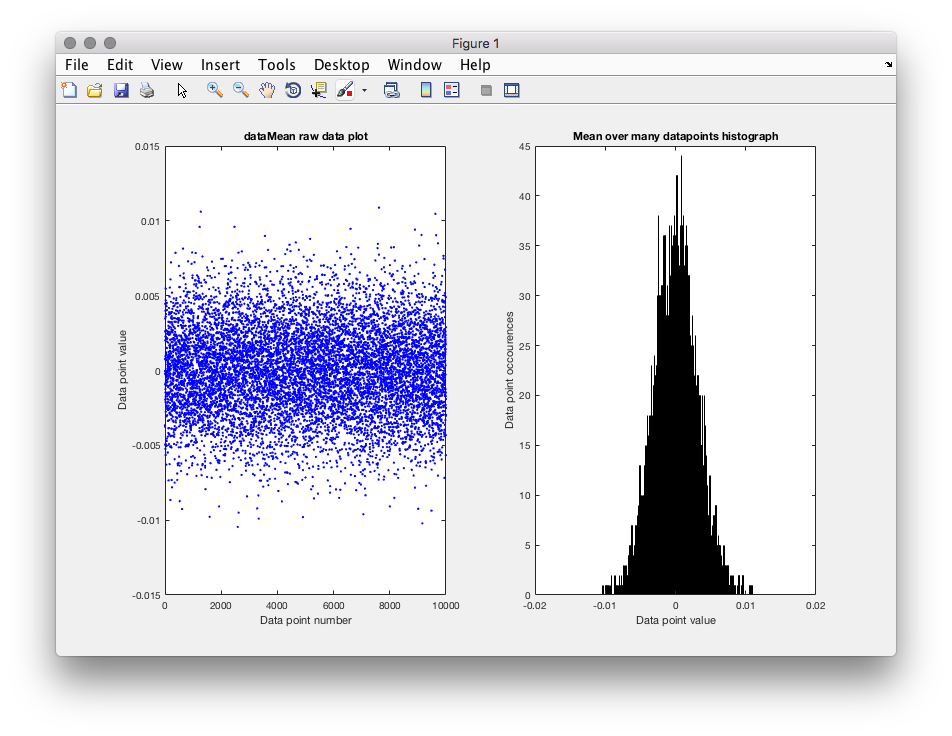 Figure 1
File Edit View Insert Tools Desktop Window Help
dataMean raw data plot
0.015
0.01
0.005
0
-0.005
-0.01
-0.015
Data point value
0 2000 4000 6000 8000 10000
Data point number
Mean over many datapoints histograph
45
40
35
30
25
20
15
10
5
0
Data point occourences
-0.02 -0.01 0 0.01 0.02
Data point value